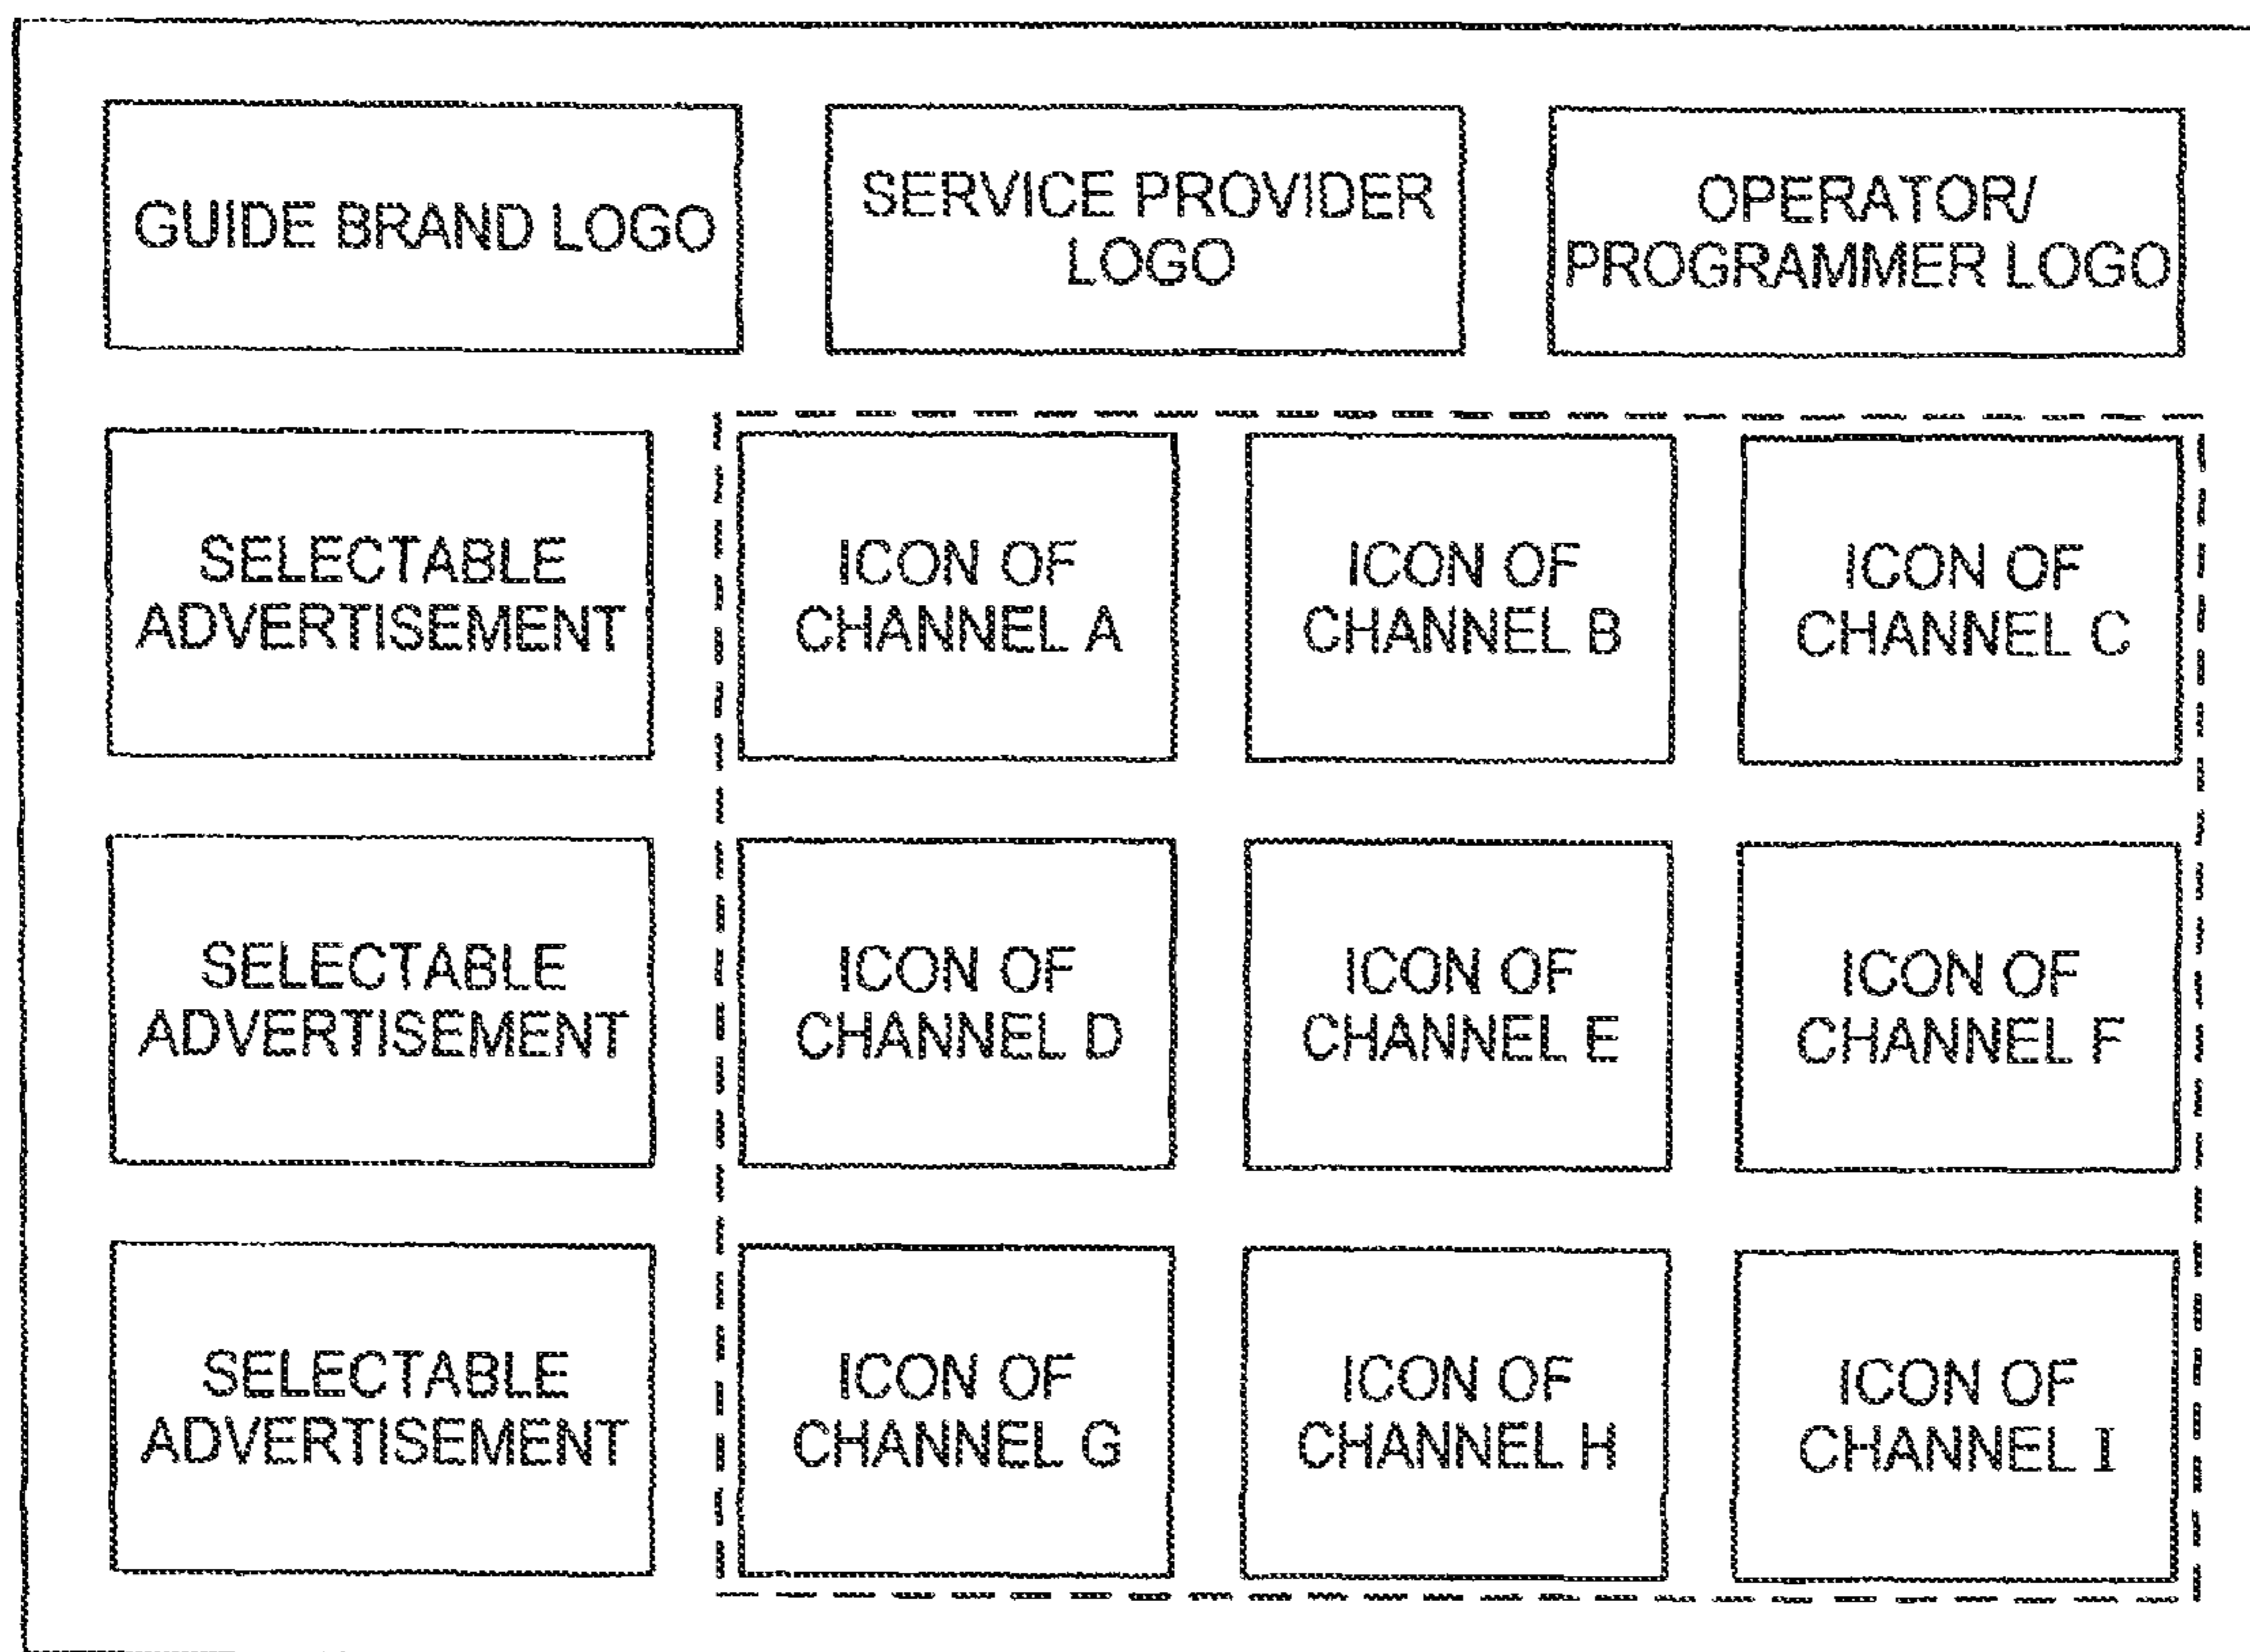 GUIDE BRAND LOGO
SERVICE PROVIDER
LOGO
OPERATOR/
PROGRAMMER LOGO
SELECTABLE
ADVERTISEMENT
ICON OF
CHANNEL A
ICON OF
CHANNEL B
ICON OF
CHANNEL C
SELECTABLE
ADVERTISEMENT
ICON OF
CHANNEL D
ICON OF
CHANNEL E
ICON OF
CHANNEL F
SELECTABLE
ADVERTISEMENT
ICON OF
CHANNEL G
ICON OF
CHANNEL H
ICON OF
CHANNEL I